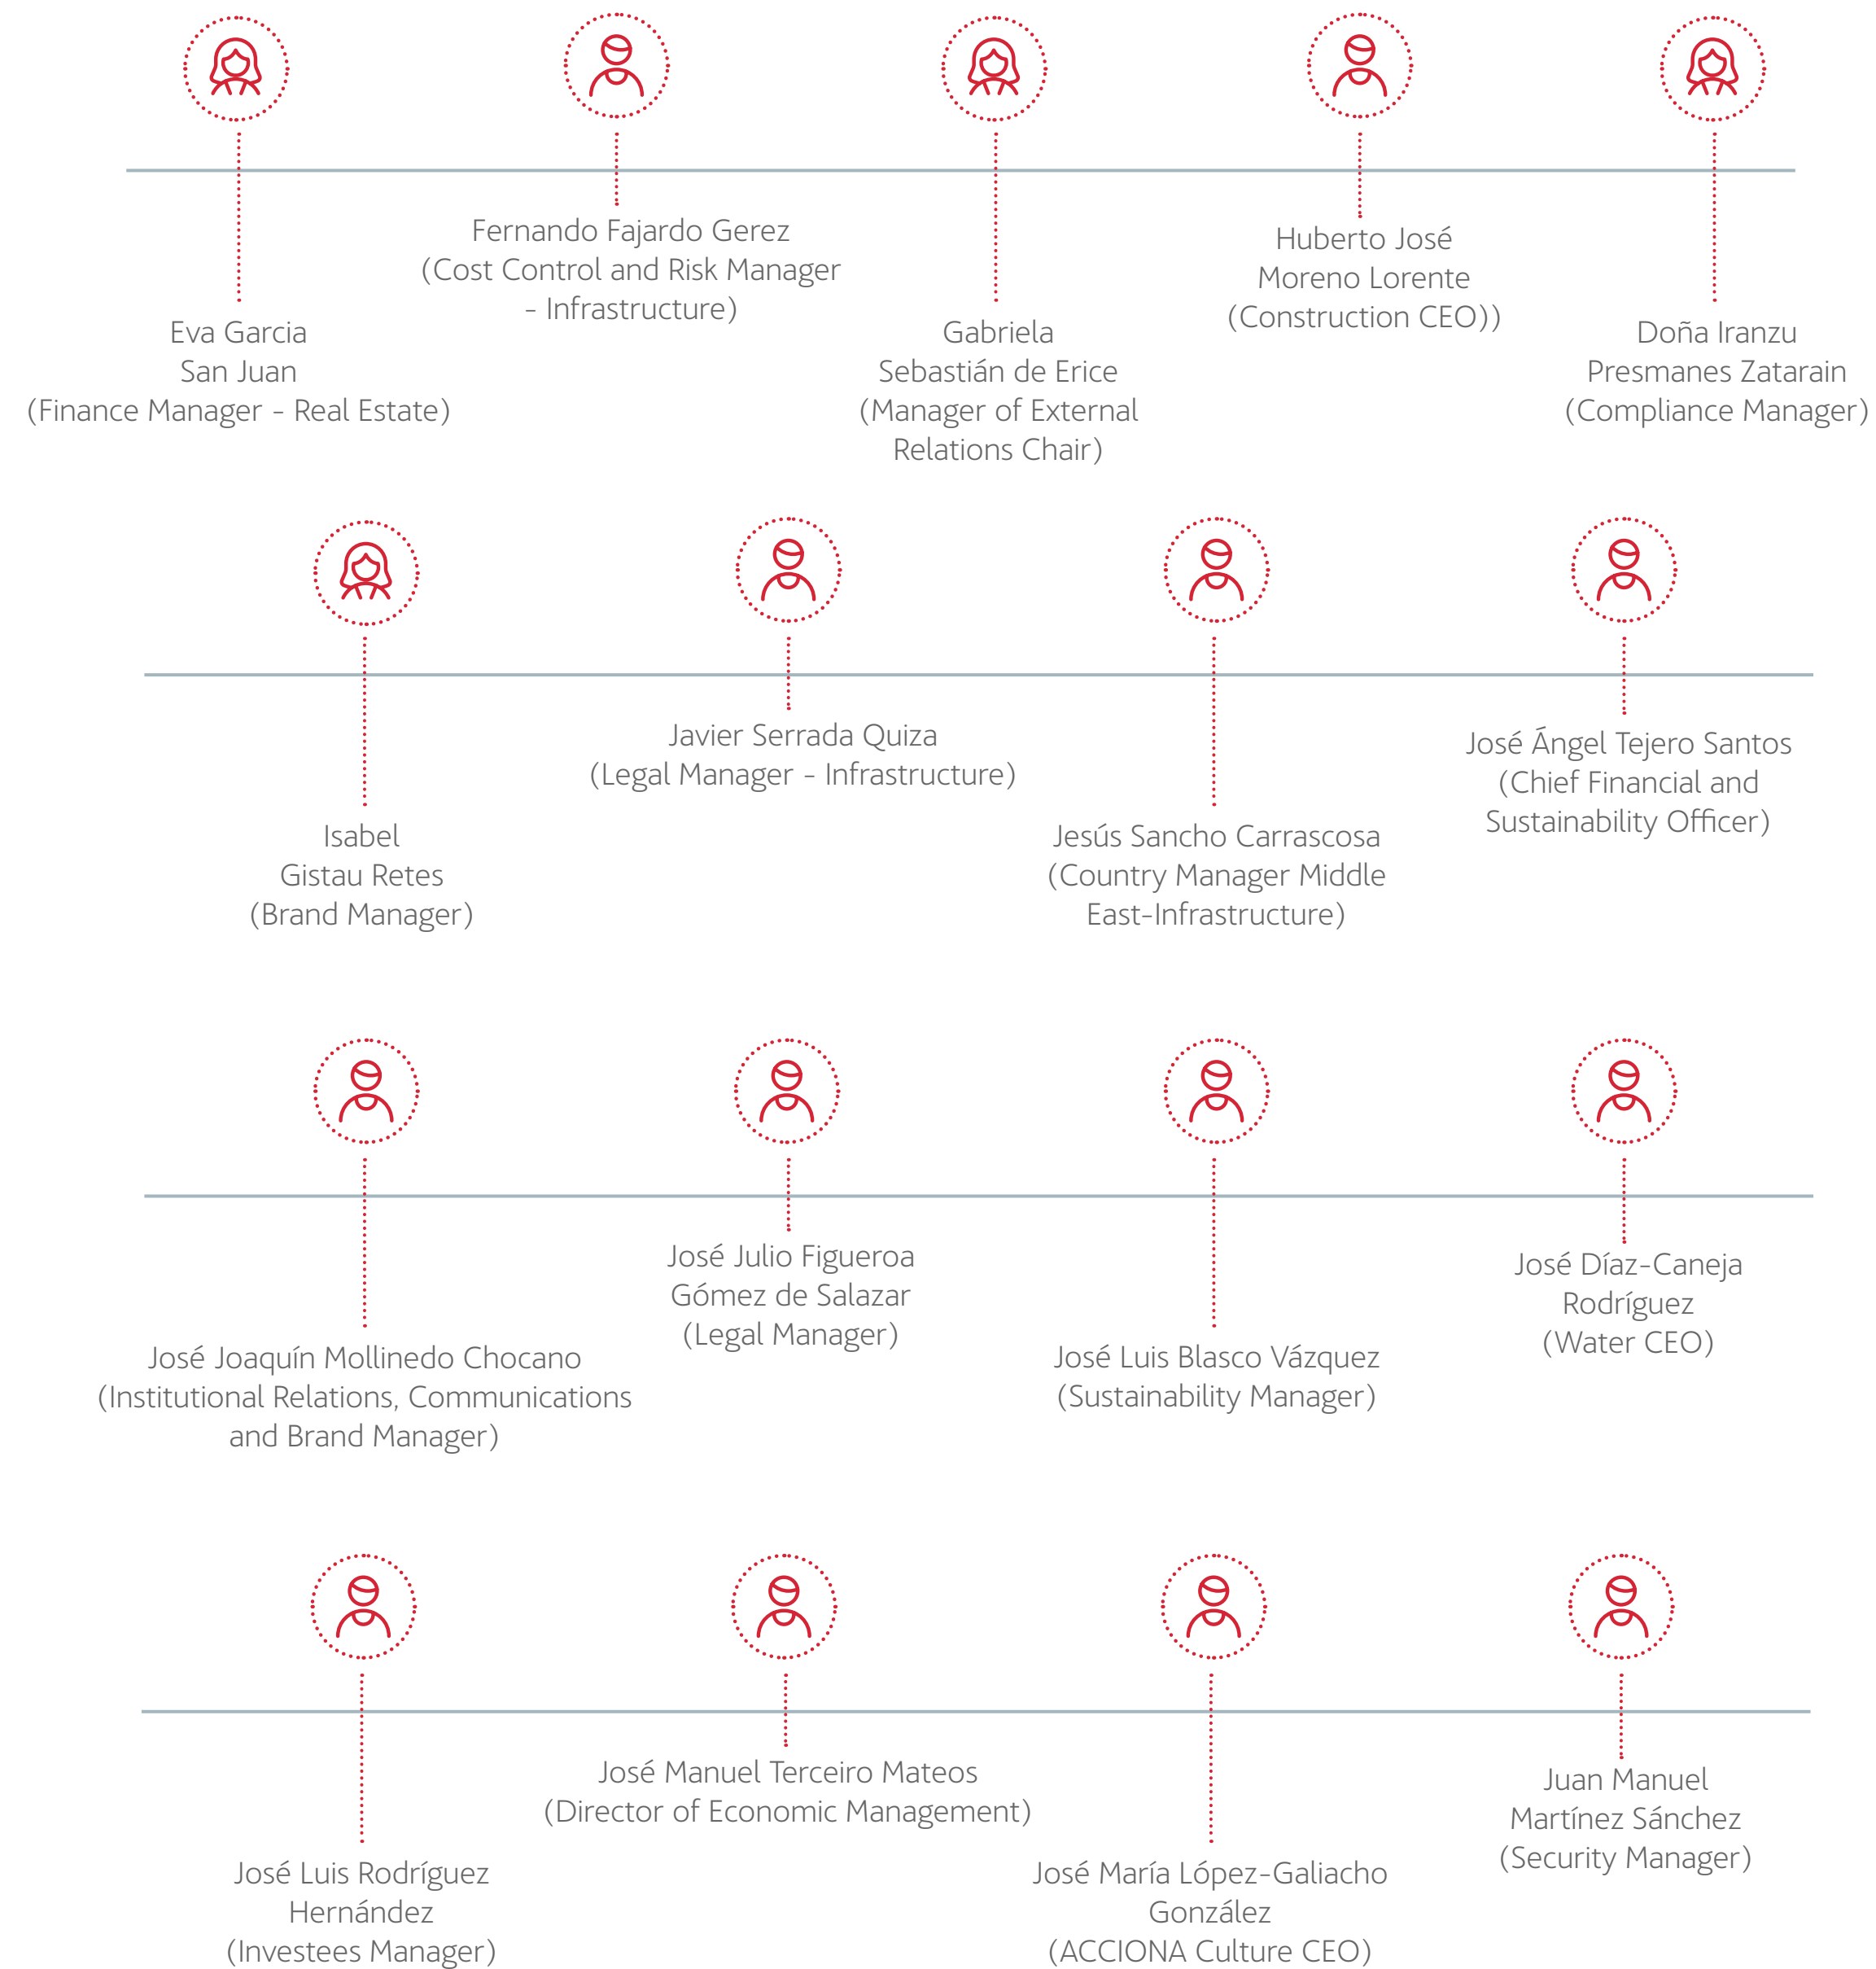 Eva Garcia
San Juan
(Finance Manager - Real Estate)
Fernando Fajardo Gerez
(Cost Control and Risk Manager
- Infrastructure)
Gabriela
Sebastián de Erice
(Manager of External
Relations Chair)
Huberto José
Moreno Lorente
(Construction CEO))
Doña Iranzu
Presmanes Zatarain
(Compliance Manager)
Isabel
Gistau Retes
(Brand Manager)
Javier Serrada Quiza
(Legal Manager - Infrastructure)
Jesús Sancho Carrascosa
(Country Manager Middle
East-Infrastructure)
José Ángel Tejero Santos
(Chief Financial and
Sustainability Officer)
José Joaquín Mollinedo Chocano
(Institutional Relations, Communications
and Brand Manager)
José Julio Figueroa
Gómez de Salazar
(Legal Manager)
José Luis Blasco Vázquez
(Sustainability Manager)
José Díaz-Caneja
Rodríguez
(Water CEO)
José Luis Rodríguez
Hernández
(Investees Manager)
José Manuel Terceiro Mateos
(Director of Economic Management)
José María López-Galiacho
González
(ACCIONA Culture CEO)
Juan Manuel
Martínez Sánchez
(Security Manager)